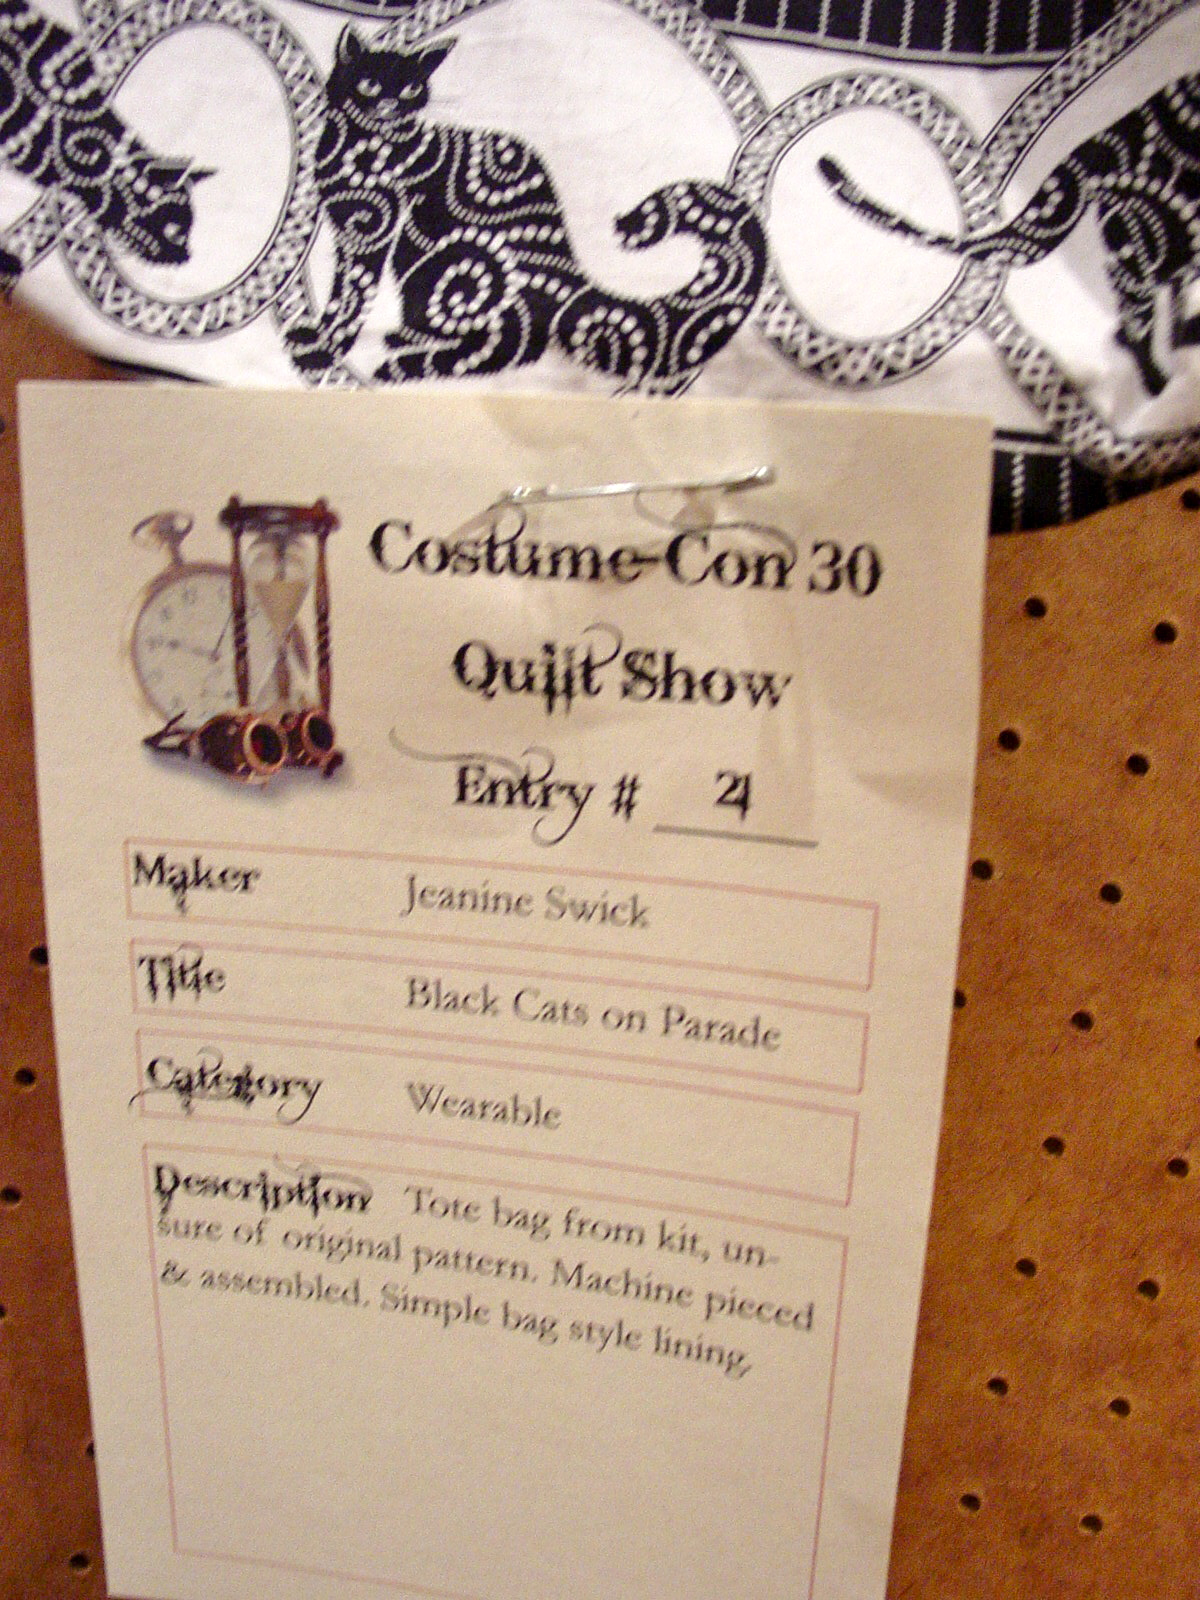 Costume-Con 30
Quilt Show
Entry # 21
Maker Jeanine Swick
Title Black Cats on Parade
Category Wearable
Description Tote bag from kit, un-
sure of original pattern. Machine pieced
& assembled. Simple bag style lining,